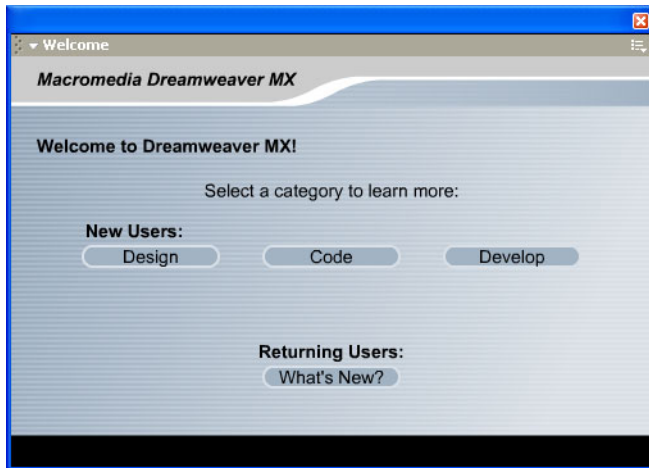 Welcome
Macromedia Dreamweaver MX
Welcome to Dreamweaver MX!
Select a category to learn more:
New Users:
Design Code Develop
Returning Users:
What's New?